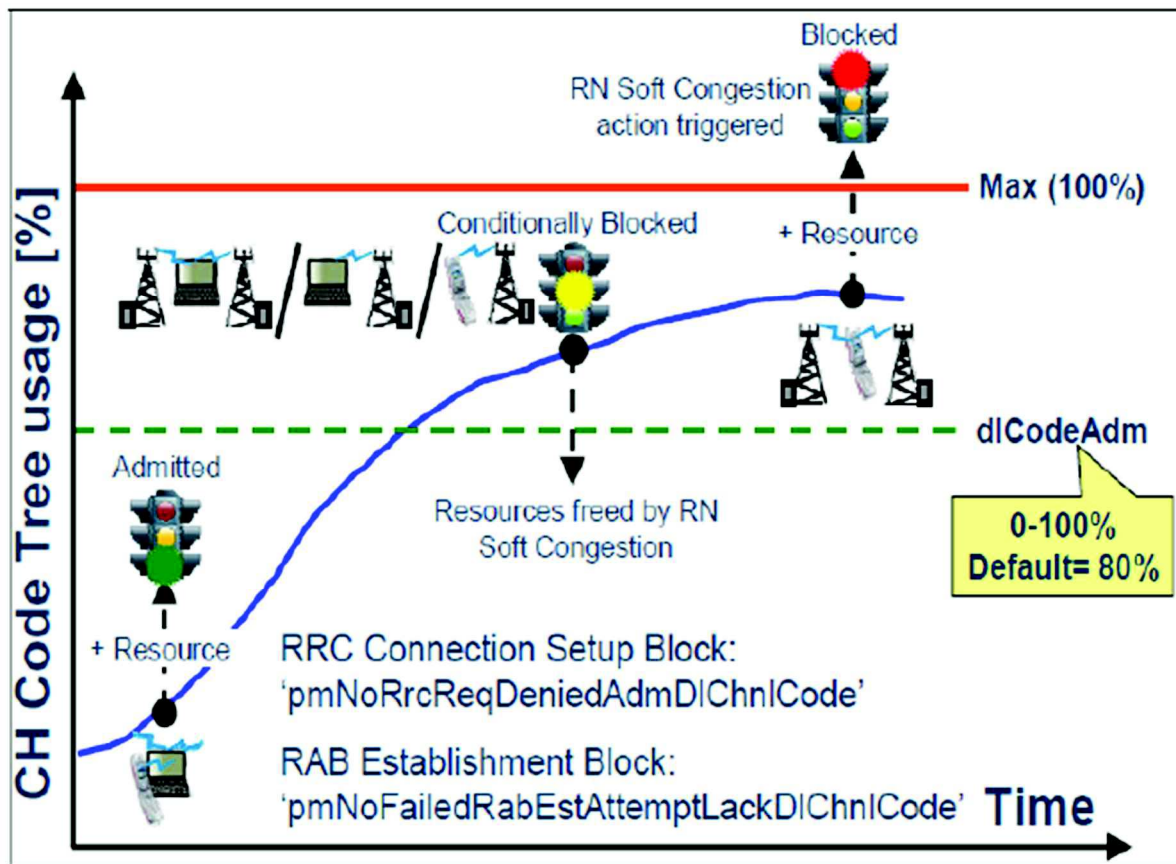 Blocked
RN Soft Congestion
action triggered
Max (100%)
Conditionally Blocked
+ Resource
dlCodeAdm
0-100%
Default= 80%
Admitted
Resources freed by RN
Soft Congestion
+ Resource
RRC Connection Setup Block:
‘pmNoRrcReqDeniedAdmDlChnlCode’
RAB Establishment Block:
‘pmNoFailedRabEstAttemptLackDlChnlCode’
Time
CH Code Tree usage [%]